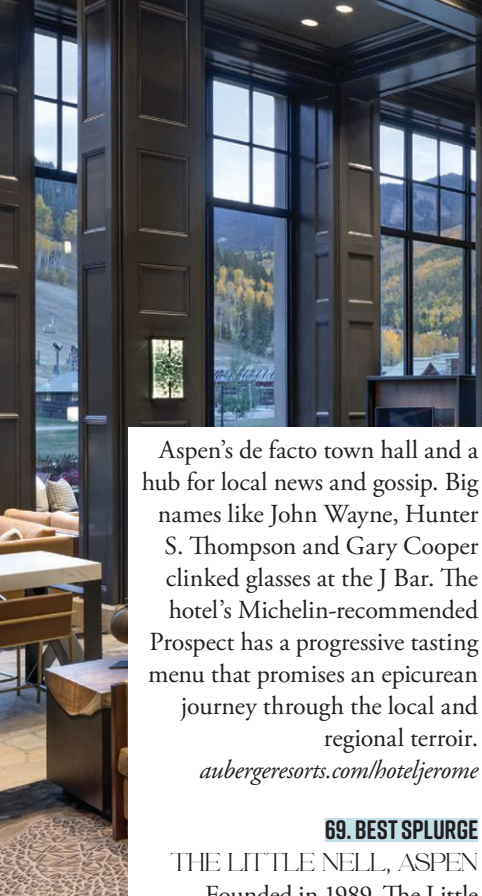 Aspen’s de facto town hall and a
hub for local news and gossip. Big
names like John Wayne, Hunter
S. Thompson and Gary Cooper
clinked glasses at the J Bar. The
hotel’s Michelin-recommended
Prospect has a progressive tasting
menu that promises an epicurean
journey through the local and
regional terroir.
aubergeresorts.com/hoteljerome
69. BEST SPLURGE
THE LITTLE NELL, ASPEN
Founded in 1989, The Little